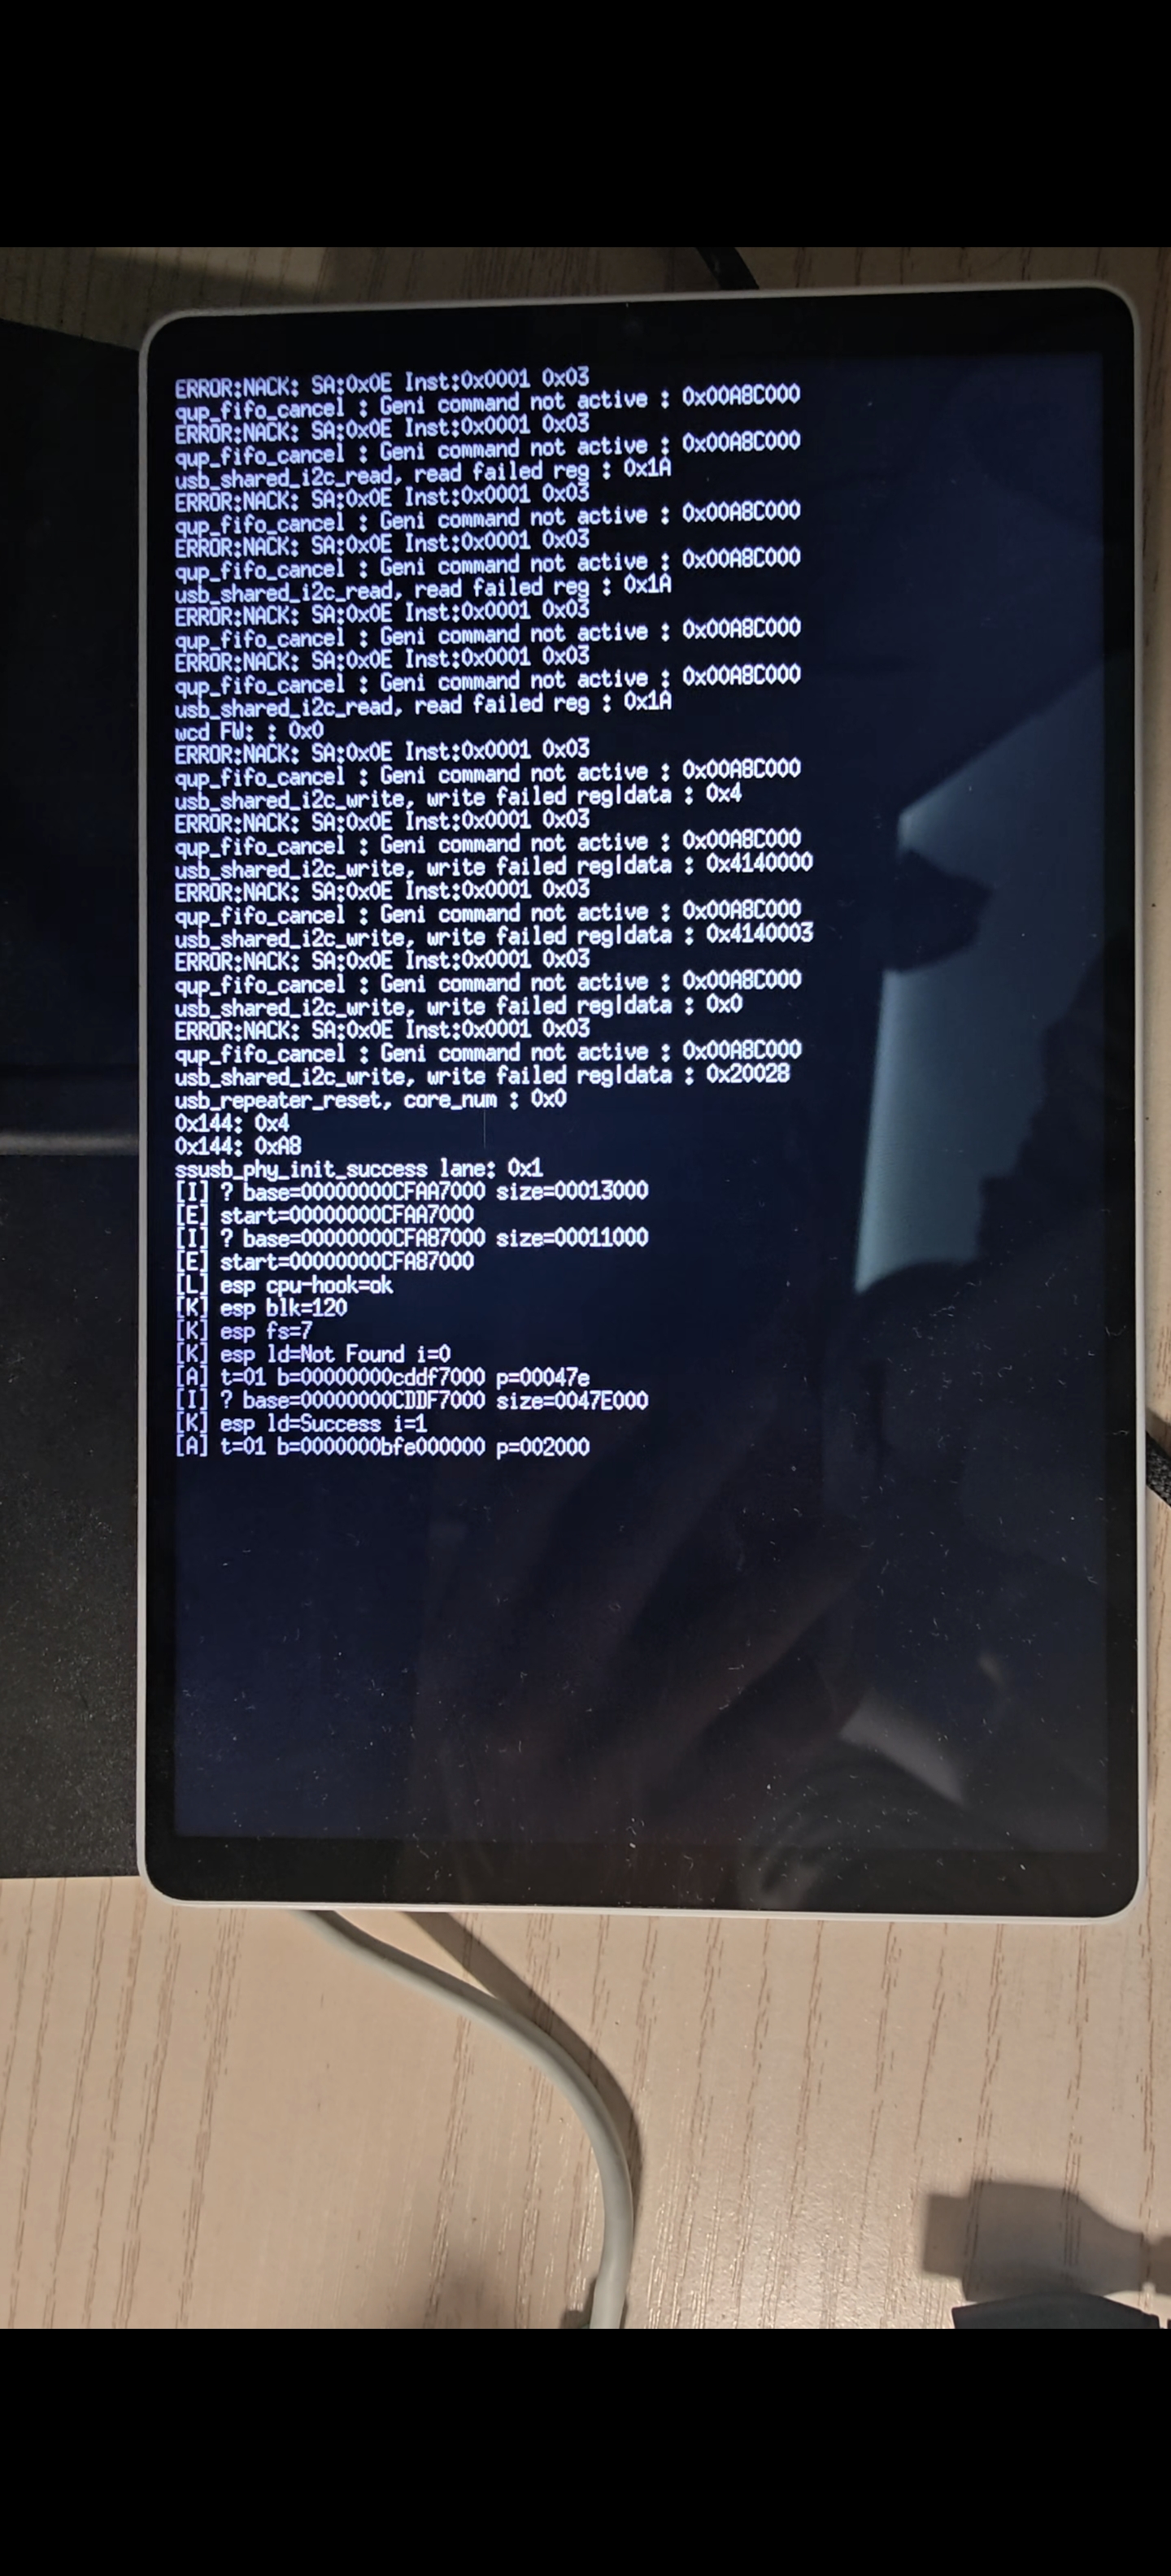 ERROR:NACK: SA:0x0E Inst:0x0001 0x03
qup_fifo_cancel : Geni command not active : 0x00A8C000
ERROR:NACK: SA:0x0E Inst:0x0001 0x03
qup_fifo_cancel : Geni command not active : 0x00A8C000
usb_shared_i2c_read, read failed reg : 0x1A
ERROR:NACK: SA:0x0E Inst:0x0001 0x03
qup_fifo_cancel : Geni command not active : 0x00A8C000
ERROR:NACK: SA:0x0E Inst:0x0001 0x03
qup_fifo_cancel : Geni command not active : 0x00A8C000
usb_shared_i2c_read, read failed reg : 0x1A
ERROR:NACK: SA:0x0E Inst:0x0001 0x03
qup_fifo_cancel : Geni command not active : 0x00A8C000
ERROR:NACK: SA:0x0E Inst:0x0001 0x03
qup_fifo_cancel : Geni command not active : 0x00A8C000
usb_shared_i2c_read, read failed reg : 0x1A
wcd FW: : 0x0
ERROR:NACK: SA:0x0E Inst:0x0001 0x03
qup_fifo_cancel : Geni command not active : 0x00A8C000
usb_shared_i2c_write, write failed reg|data : 0x4
ERROR:NACK: SA:0x0E Inst:0x0001 0x03
qup_fifo_cancel : Geni command not active : 0x00A8C000
usb_shared_i2c_write, write failed reg|data : 0x4140000
ERROR:NACK: SA:0x0E Inst:0x0001 0x03
qup_fifo_cancel : Geni command not active : 0x00A8C000
usb_shared_i2c_write, write failed reg|data : 0x4140003
ERROR:NACK: SA:0x0E Inst:0x0001 0x03
qup_fifo_cancel : Geni command not active : 0x00A8C000
usb_shared_i2c_write, write failed reg|data : 0x0
ERROR:NACK: SA:0x0E Inst:0x0001 0x03
qup_fifo_cancel : Geni command not active : 0x00A8C000
usb_shared_i2c_write, write failed reg|data : 0x20028
usb_repeater_reset, core_num : 0x0
0x144: 0x4
0x144: 0xA8
ssusb_phy_init_success lane: 0x1
[I] ? base=00000000CFAA7000 size=00013000
[E] start=00000000CFAA7000
[I] ? base=00000000CFA87000 size=00011000
[E] start=00000000CFA87000
[L] esp cpu-hook=ok
[K] esp blk=120
[K] esp fs=7
[K] esp ld=Not Found i=0
[A] t=01 b=00000000cddf7000 p=00047e
[I] ? base=00000000CDDF7000 size=0047E000
[K] esp ld=Success i=1
[A] t=01 b=0000000bfe000000 p=002000